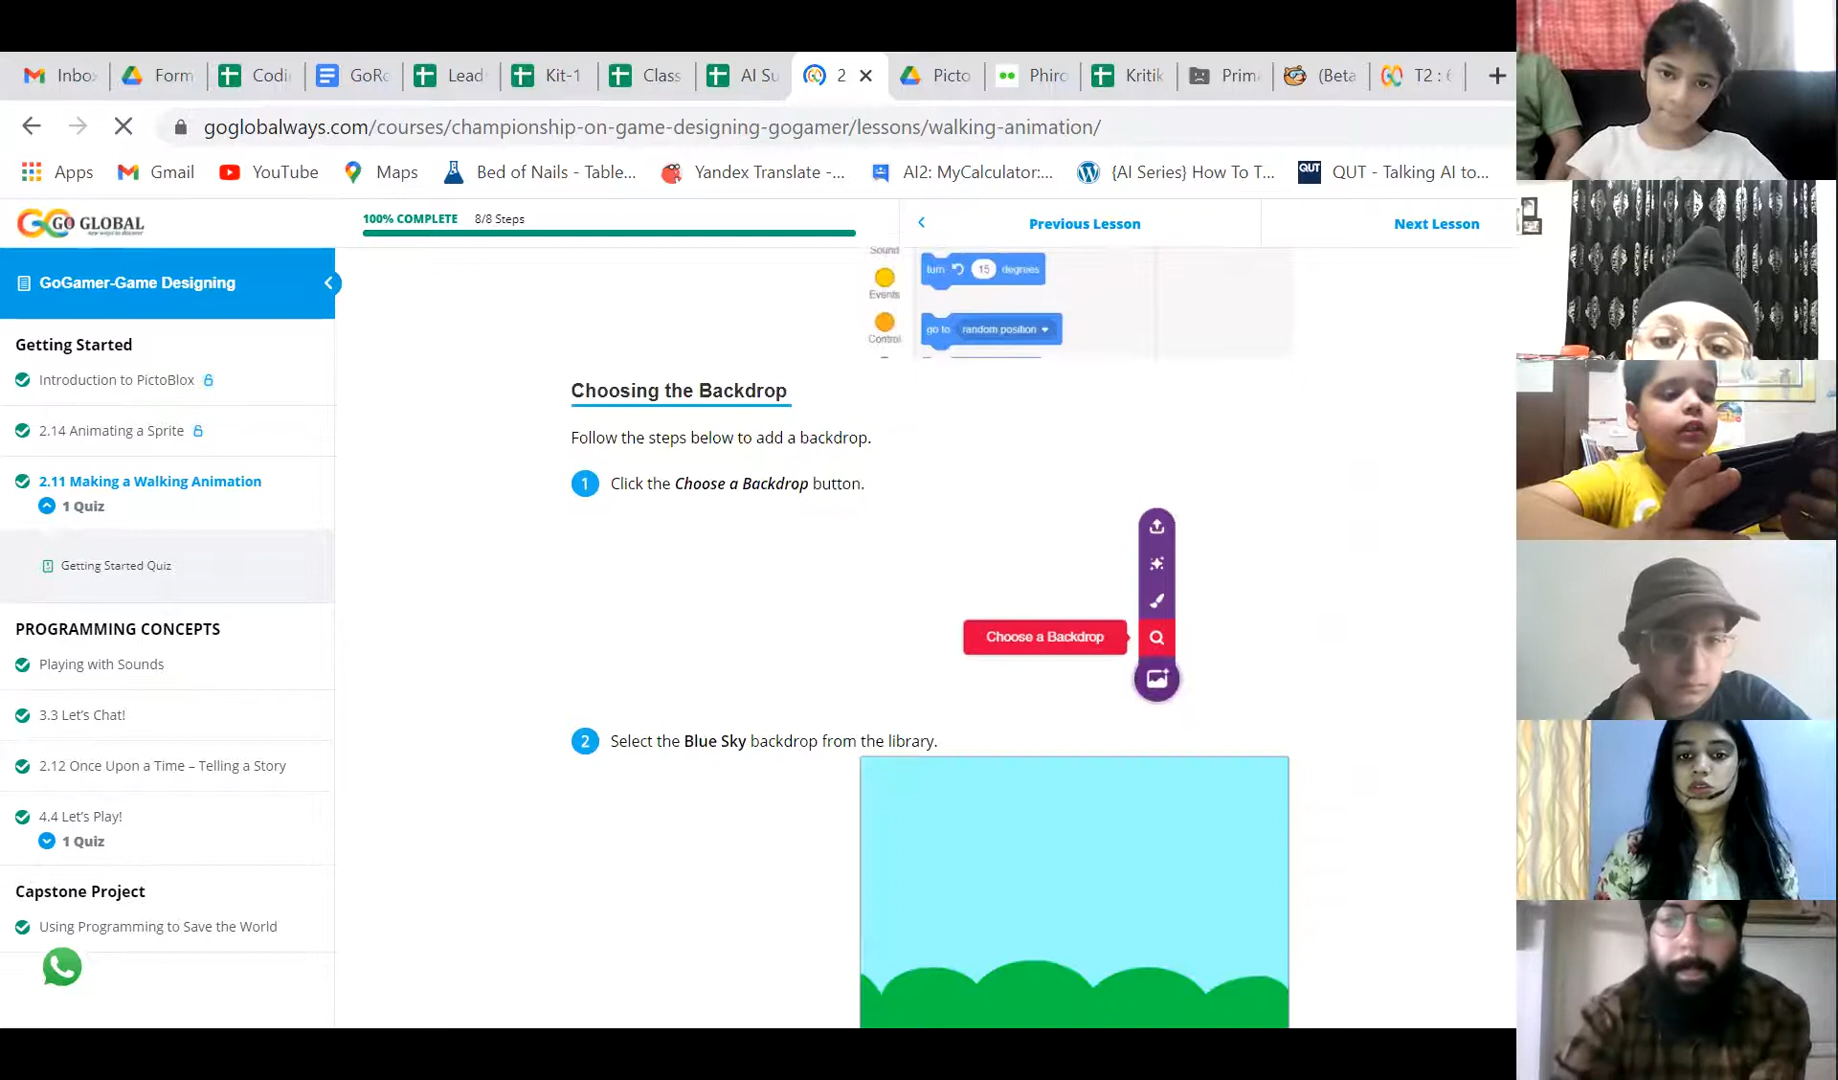 Inbo
Form
Codi
GoRo
Lead
Kit-1
Class
AI Su
2
Picto
Phiro
Kritik
Prim
(Beta
T2 : 6
goglobalways.com/courses/championship-on-game-designing-gogamer/lessons/walking-animation/
Apps
Gmail
YouTube
Maps
Bed of Nails - Table...
Yandex Translate -...
AI2: MyCalculator:...
{AI Series} How To T...
QUT
QUT - Talking AI to...
GO GLOBAL
100% COMPLETE 8/8 Steps
Previous Lesson
Next Lesson
GoGamer-Game Designing
Getting Started
Introduction to PictoBlox
2.14 Animating a Sprite
2.11 Making a Walking Animation
1 Quiz
Getting Started Quiz
PROGRAMMING CONCEPTS
Playing with Sounds
3.3 Let's Chat!
2.12 Once Upon a Time – Telling a Story
4.4 Let's Play!
1 Quiz
Capstone Project
Using Programming to Save the World
Sound
Events
Control
turn 15 degrees
go to random position
Choosing the Backdrop
Follow the steps below to add a backdrop.
1 Click the Choose a Backdrop button.
Choose a Backdrop
2 Select the Blue Sky backdrop from the library.